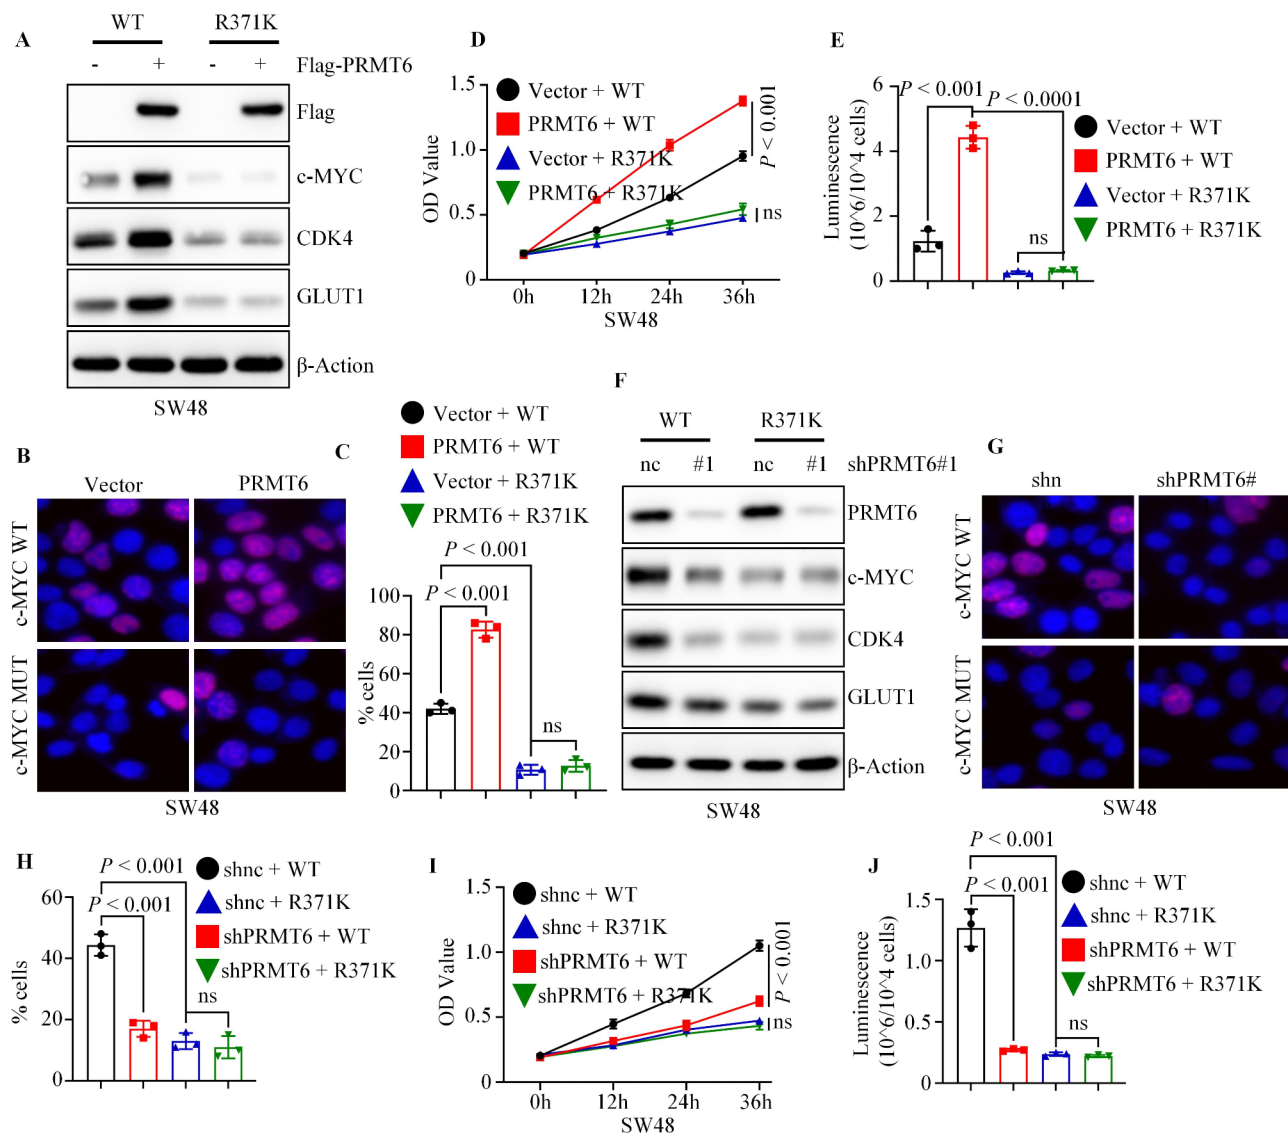 A
WT R371K
- + - + Flag-PRMT6
Flag
c-MYC
CDK4
GLUT1
β-Action
SW48
B
Vector PRMT6
c-MYC WT
c-MYC MUT
SW48
C
Vector + WT
PRMT6 + WT
Vector + R371K
PRMT6 + R371K
P < 0.001
P < 0.001
ns
% cells
100
80
60
40
20
0
D
Vector + WT
PRMT6 + WT
Vector + R371K
PRMT6 + R371K
P < 0.001
ns
OD Value
1.5
1.0
0.5
0
0h 12h 24h 36h
SW48
E
P < 0.001
P < 0.0001
ns
Vector + WT
PRMT6 + WT
Vector + R371K
PRMT6 + R371K
Luminescence
(10^6/10^4 cells)
6
4
2
0
F
WT R371K
nc #1 nc #1 shPRMT6#1
PRMT6
c-MYC
CDK4
GLUT1
β-Action
SW48
G
shn shPRMT6#
c-MYC WT
c-MYC MUT
SW48
H
P < 0.001
P < 0.001
ns
shnc + WT
shnc + R371K
shPRMT6 + WT
shPRMT6 + R371K
% cells
60
40
20
0
I
shnc + WT
shnc + R371K
shPRMT6 + WT
shPRMT6 + R371K
P < 0.001
ns
OD Value
1.5
1.0
0.5
0
0h 12h 24h 36h
SW48
J
P < 0.001
P < 0.001
ns
shnc + WT
shnc + R371K
shPRMT6 + WT
shPRMT6 + R371K
Luminescence
(10^6/10^4 cells)
1.5
1.0
0.5
0